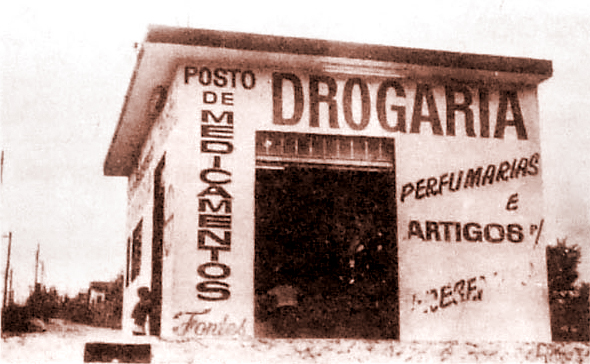 POSTO
DE
MEDICAMENTOS
Fontes
DROGARIA
PERFUMARIAS
E
ARTIGOS P/